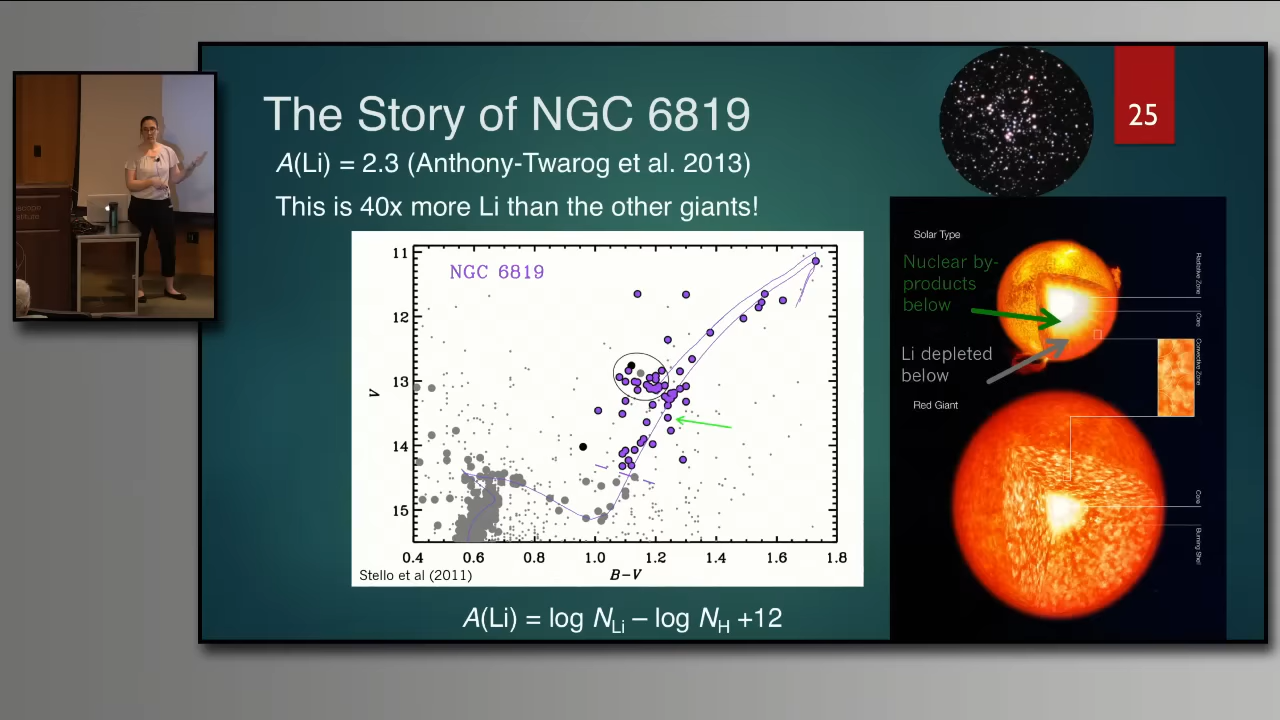 The Story of NGC 6819
25
A(Li) = 2.3 (Anthony-Twarog et al. 2013)
This is 40x more Li than the other giants!
NGC 6819
11
12
13
14
15
V
0.4 0.6 0.8 1.0 1.2 1.4 1.6 1.8
B-V
Stello et al (2011)
A(Li) = log NLi – log NH +12
Solar Type
Nuclear by-
products
below
Li depleted
below
Red Giant
Radiative Zone
Core
Convective Zone
Core
Burning Shell